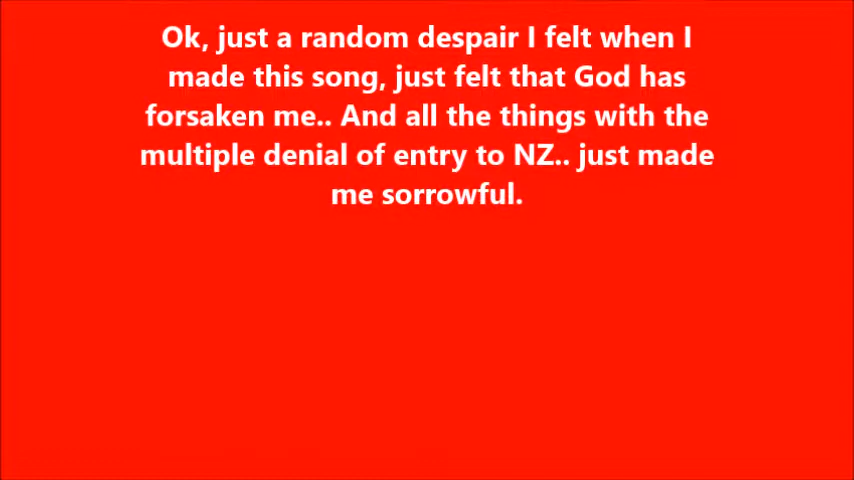 Ok, just a random despair I felt when I
made this song, just felt that God has
forsaken me.. And all the things with the
multiple denial of entry to NZ.. just made
me sorrowful.